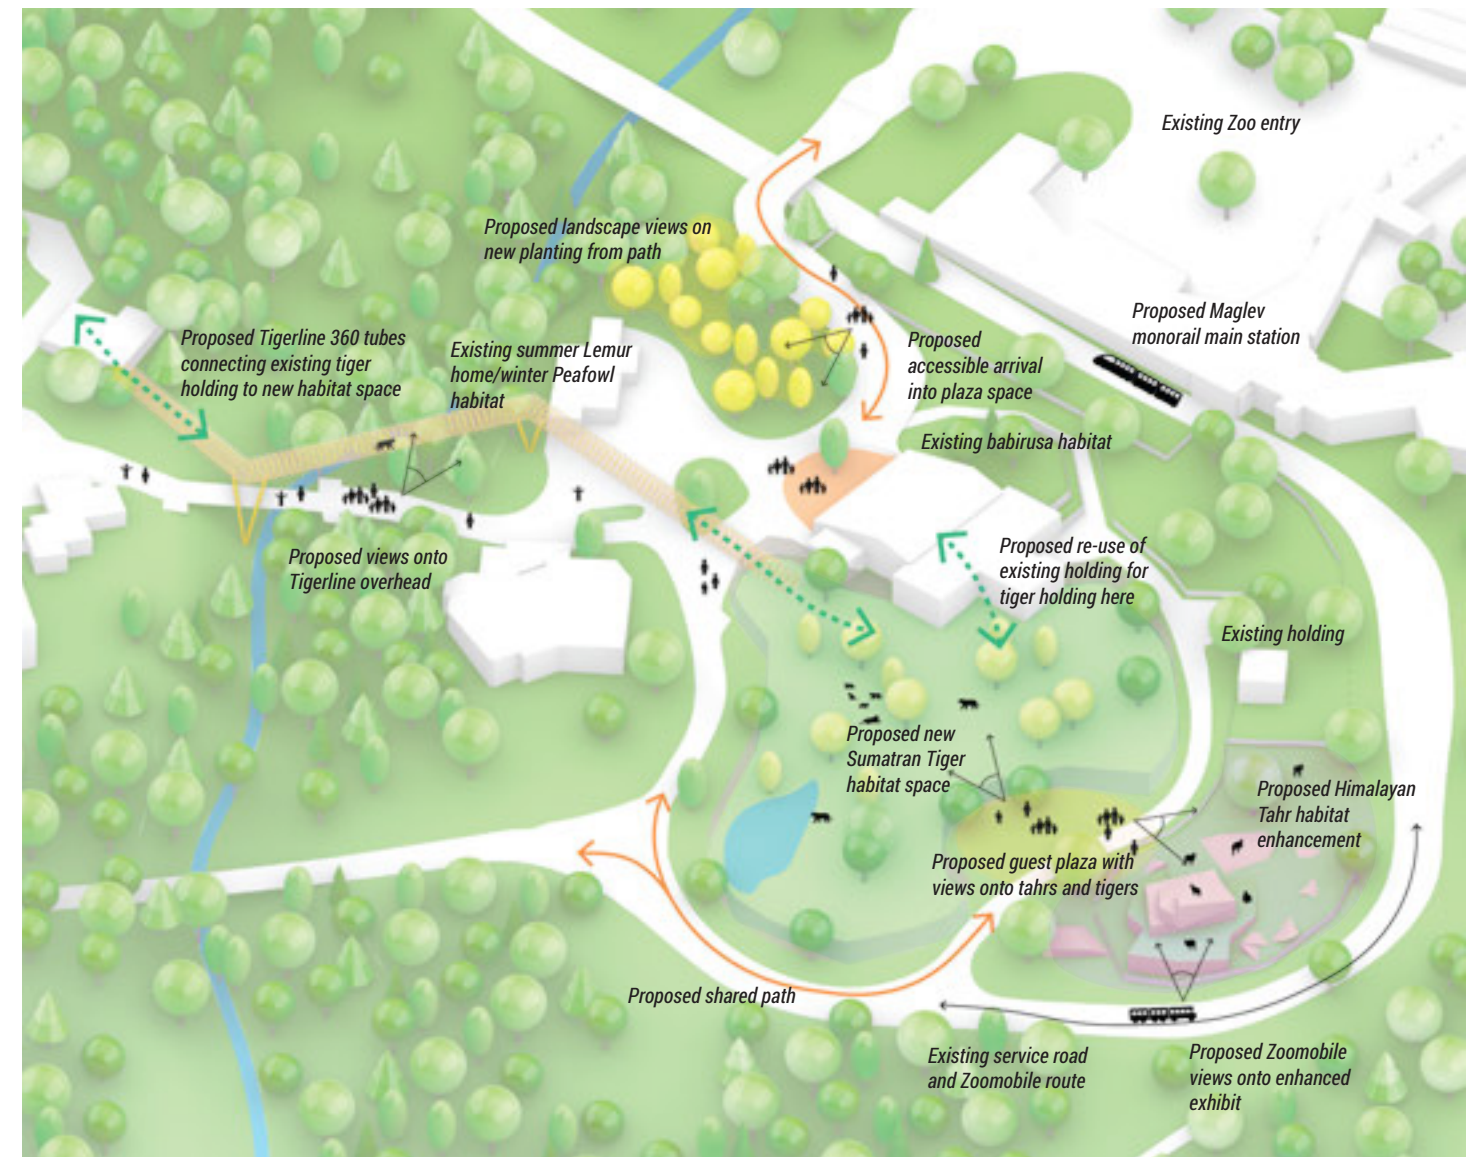 Existing Zoo entry
Proposed landscape views on
new planting from path
Proposed Maglev
monorail main station
Proposed Tigerline 360 tubes
connecting existing tiger
holding to new habitat space
Existing summer Lemur
home/winter Peafowl
habitat
Proposed
accessible arrival
into plaza space
Existing babirusa habitat
Proposed views onto
Tigerline overhead
Proposed re-use of
existing holding for
tiger holding here
Existing holding
Proposed new
Sumatran Tiger
habitat space
Proposed Himalayan
Tahr habitat
enhancement
Proposed guest plaza with
views onto tahrs and tigers
Proposed shared path
Existing service road
and Zoomobile route
Proposed Zoomobile
views onto enhanced
exhibit